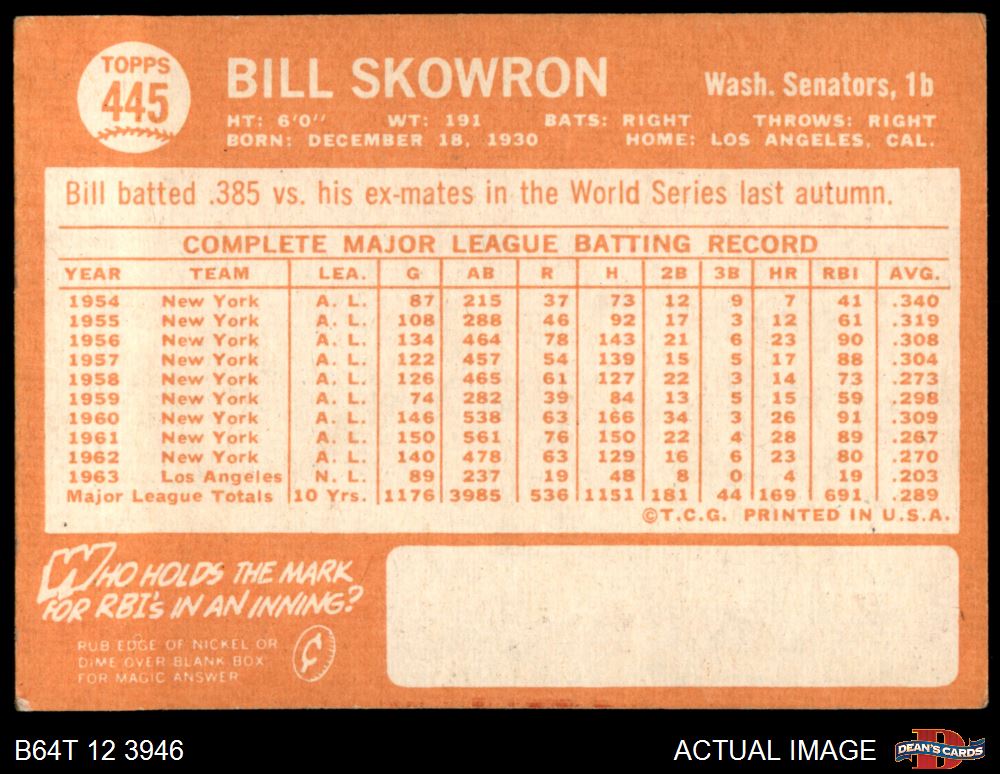 TOPPS
445
BILL SKOWRON
Wash. Senators, 1b
HT: 6'0" WT: 191 BATS: RIGHT THROWS: RIGHT
BORN: DECEMBER 18, 1930 HOME: LOS ANGELES, CAL.
Bill batted .385 vs. his ex-mates in the World Series last autumn.
COMPLETE MAJOR LEAGUE BATTING RECORD
YEAR TEAM LEA. G AB R H 2B 3B HR RBI AVG.
1954 New York A. L. 87 215 37 73 12 9 7 41 .340
1955 New York A. L. 108 288 46 92 17 3 12 61 .319
1956 New York A. L. 134 464 78 143 21 6 23 90 .308
1957 New York A. L. 122 457 54 139 15 5 17 88 .304
1958 New York A. L. 126 465 61 127 22 3 14 73 .273
1959 New York A. L. 74 282 39 84 13 5 15 59 .298
1960 New York A. L. 146 538 63 166 34 3 26 91 .309
1961 New York A. L. 150 561 76 150 22 4 28 89 .267
1962 New York A. L. 140 478 63 129 16 6 23 80 .270
1963 Los Angeles N. L. 89 237 19 48 8 0 4 19 .203
Major League Totals 10 Yrs. 1176 3985 536 1151 181 44 169 691 .289
©T.C.G. PRINTED IN U.S.A.
WHO HOLDS THE MARK
FOR RBI's IN AN INNING?
RUB EDGE OF NICKEL OR
DIME OVER BLANK BOX
FOR MAGIC ANSWER
¢
B64T 12 3946
ACTUAL IMAGE
D
DEAN'S CARDS